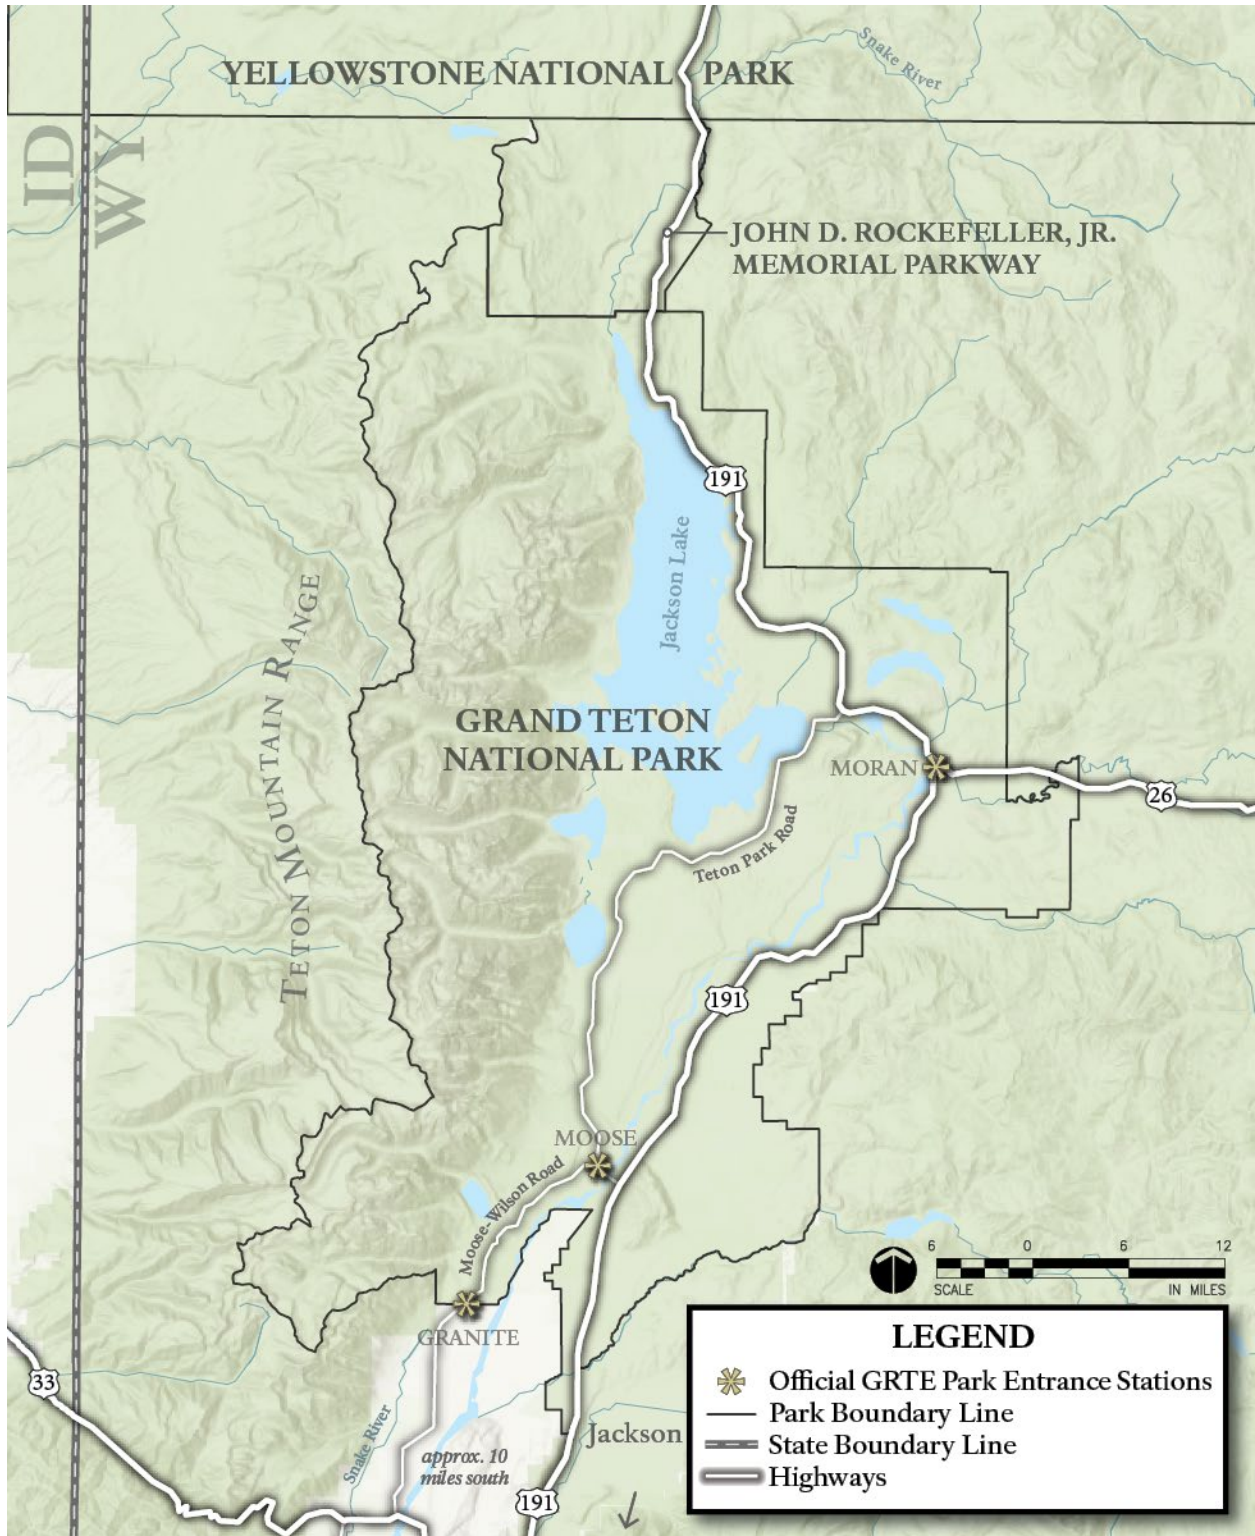 YELLOWSTONE NATIONAL PARK
Snake River
ID
WY
JOHN D. ROCKEFELLER, JR.
MEMORIAL PARKWAY
191
Jackson Lake
TETON MOUNTAIN RANGE
GRAND TETON
NATIONAL PARK
MORAN
26
Teton Park Road
191
MOOSE
Moose-Wilson Road
6 0 6 12
SCALE IN MILES
GRANITE
33
Snake River
approx. 10
miles south
Jackson
191
LEGEND
Official GRTE Park Entrance Stations
Park Boundary Line
State Boundary Line
Highways